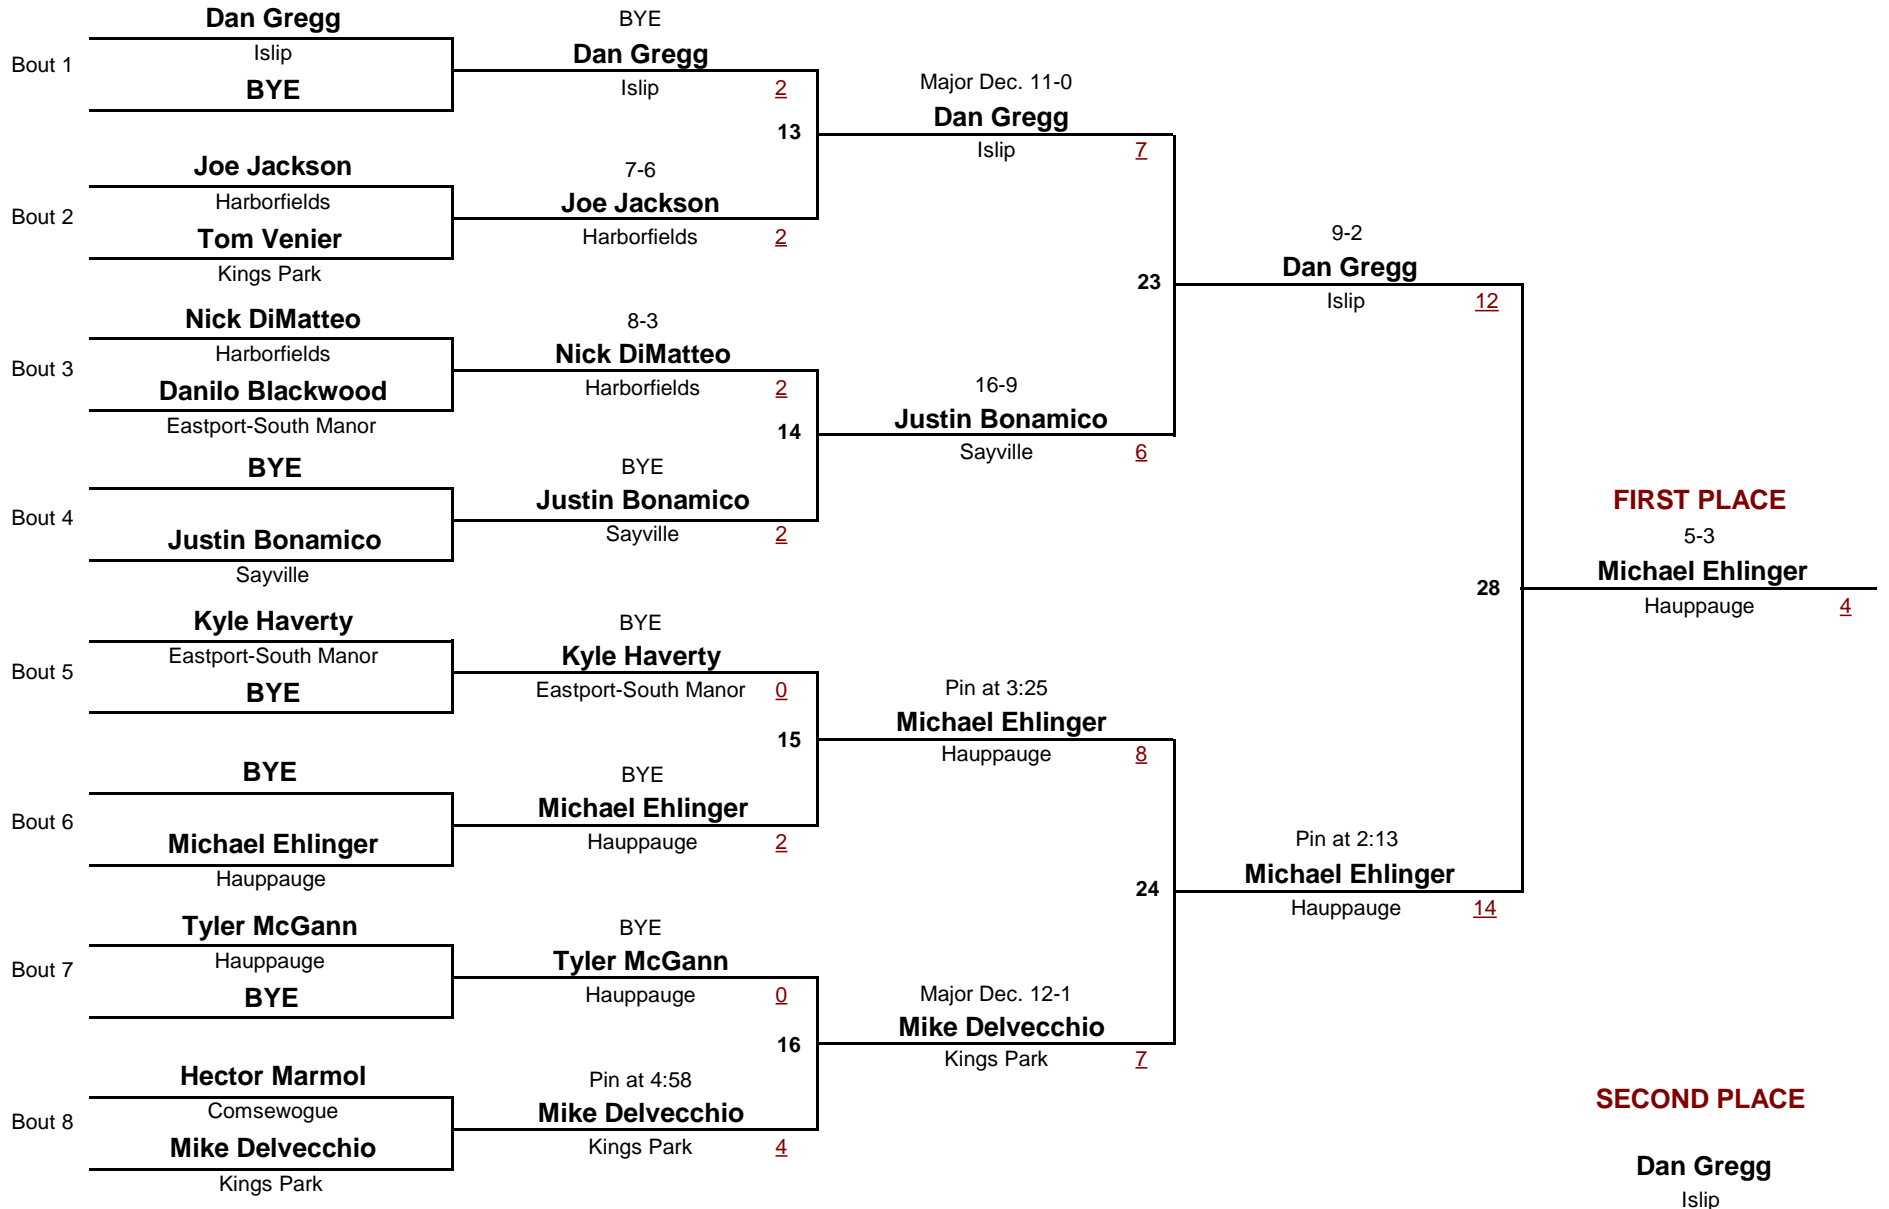 Dan Gregg
Bout 1
Islip
BYE
Joe Jackson
Bout 2
Harborfields
Tom Venier
Kings Park
Nick DiMatteo
Bout 3
Harborfields
Danilo Blackwood
Eastport-South Manor
BYE
Bout 4
Justin Bonamico
Sayville
Kyle Haverty
Bout 5
Eastport-South Manor
BYE
BYE
Bout 6
Michael Ehlinger
Hauppauge
Tyler McGann
Bout 7
Hauppauge
BYE
Hector Marmol
Bout 8
Comsewogue
Mike Delvecchio
Kings Park
BYE
Dan Gregg
Islip 2
13
7-6
Joe Jackson
Harborfields 2
8-3
Nick DiMatteo
Harborfields 2
14
BYE
Justin Bonamico
Sayville 2
BYE
Kyle Haverty
Eastport-South Manor 0
15
BYE
Michael Ehlinger
Hauppauge 2
BYE
Tyler McGann
Hauppauge 0
16
Pin at 4:58
Mike Delvecchio
Kings Park 4
Major Dec. 11-0
Dan Gregg
Islip 7
23
16-9
Justin Bonamico
Sayville 6
Pin at 3:25
Michael Ehlinger
Hauppauge 8
24
Major Dec. 12-1
Mike Delvecchio
Kings Park 7
9-2
Dan Gregg
Islip 12
28
Pin at 2:13
Michael Ehlinger
Hauppauge 14
FIRST PLACE
5-3
Michael Ehlinger
Hauppauge 4
SECOND PLACE
Dan Gregg
Islip